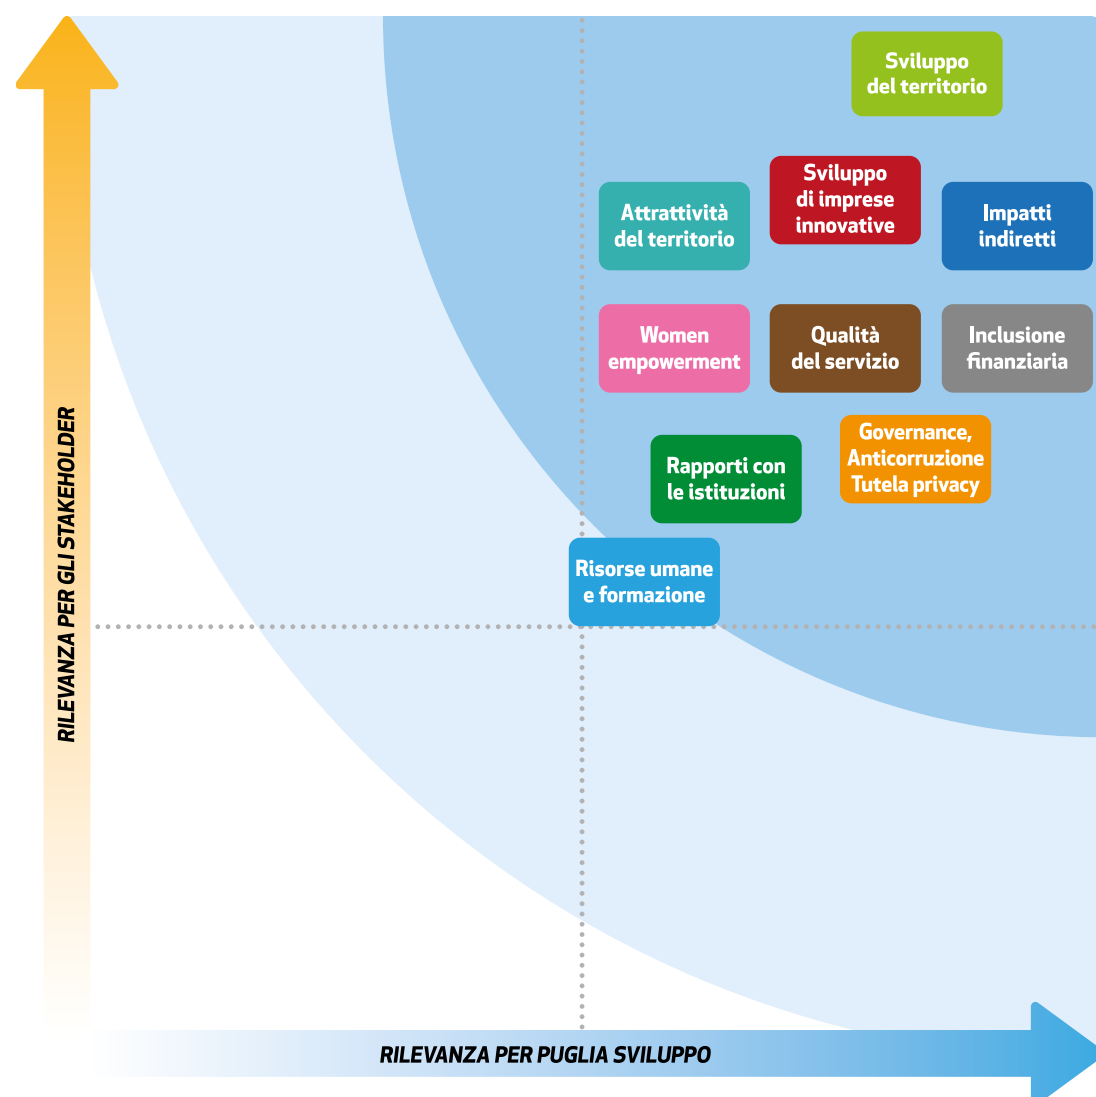 Sviluppo
del territorio
Sviluppo
di imprese
innovative
Attrattività
del territorio
Impatti
indiretti
Women
empowerment
Qualità
del servizio
Inclusione
finanziaria
Governance,
Anticorruzione
Tutela privacy
Rapporti con
le istituzioni
Risorse umane
e formazione
RILEVANZA PER GLI STAKEHOLDER
RILEVANZA PER PUGLIA SVILUPPO